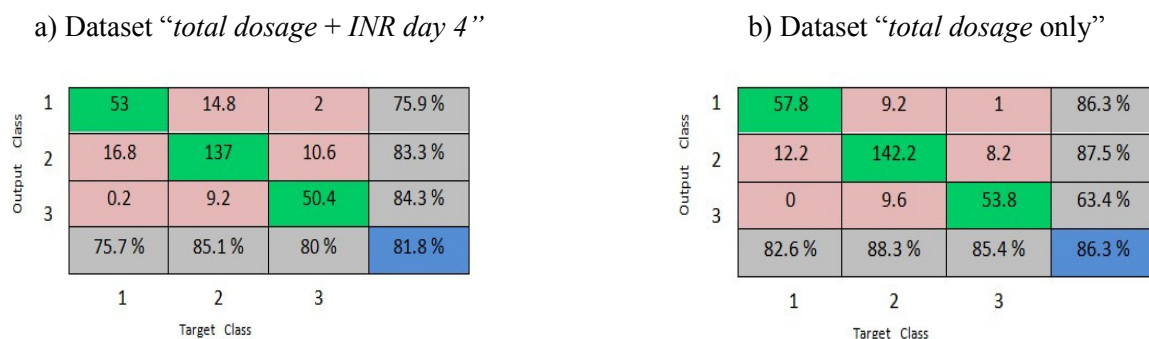 a) Dataset “total dosage + INR day 4”
b) Dataset “total dosage only”
1 53 14.8 2 75.9 %
2 16.8 137 10.6 83.3 %
3 0.2 9.2 50.4 84.3 %
75.7 % 85.1 % 80 % 81.8 %
1 2 3
Target Class
Output Class
1 57.8 9.2 1 86.3 %
2 12.2 142.2 8.2 87.5 %
3 0 9.6 53.8 63.4 %
82.6 % 88.3 % 85.4 % 86.3 %
1 2 3
Target Class
Output Class